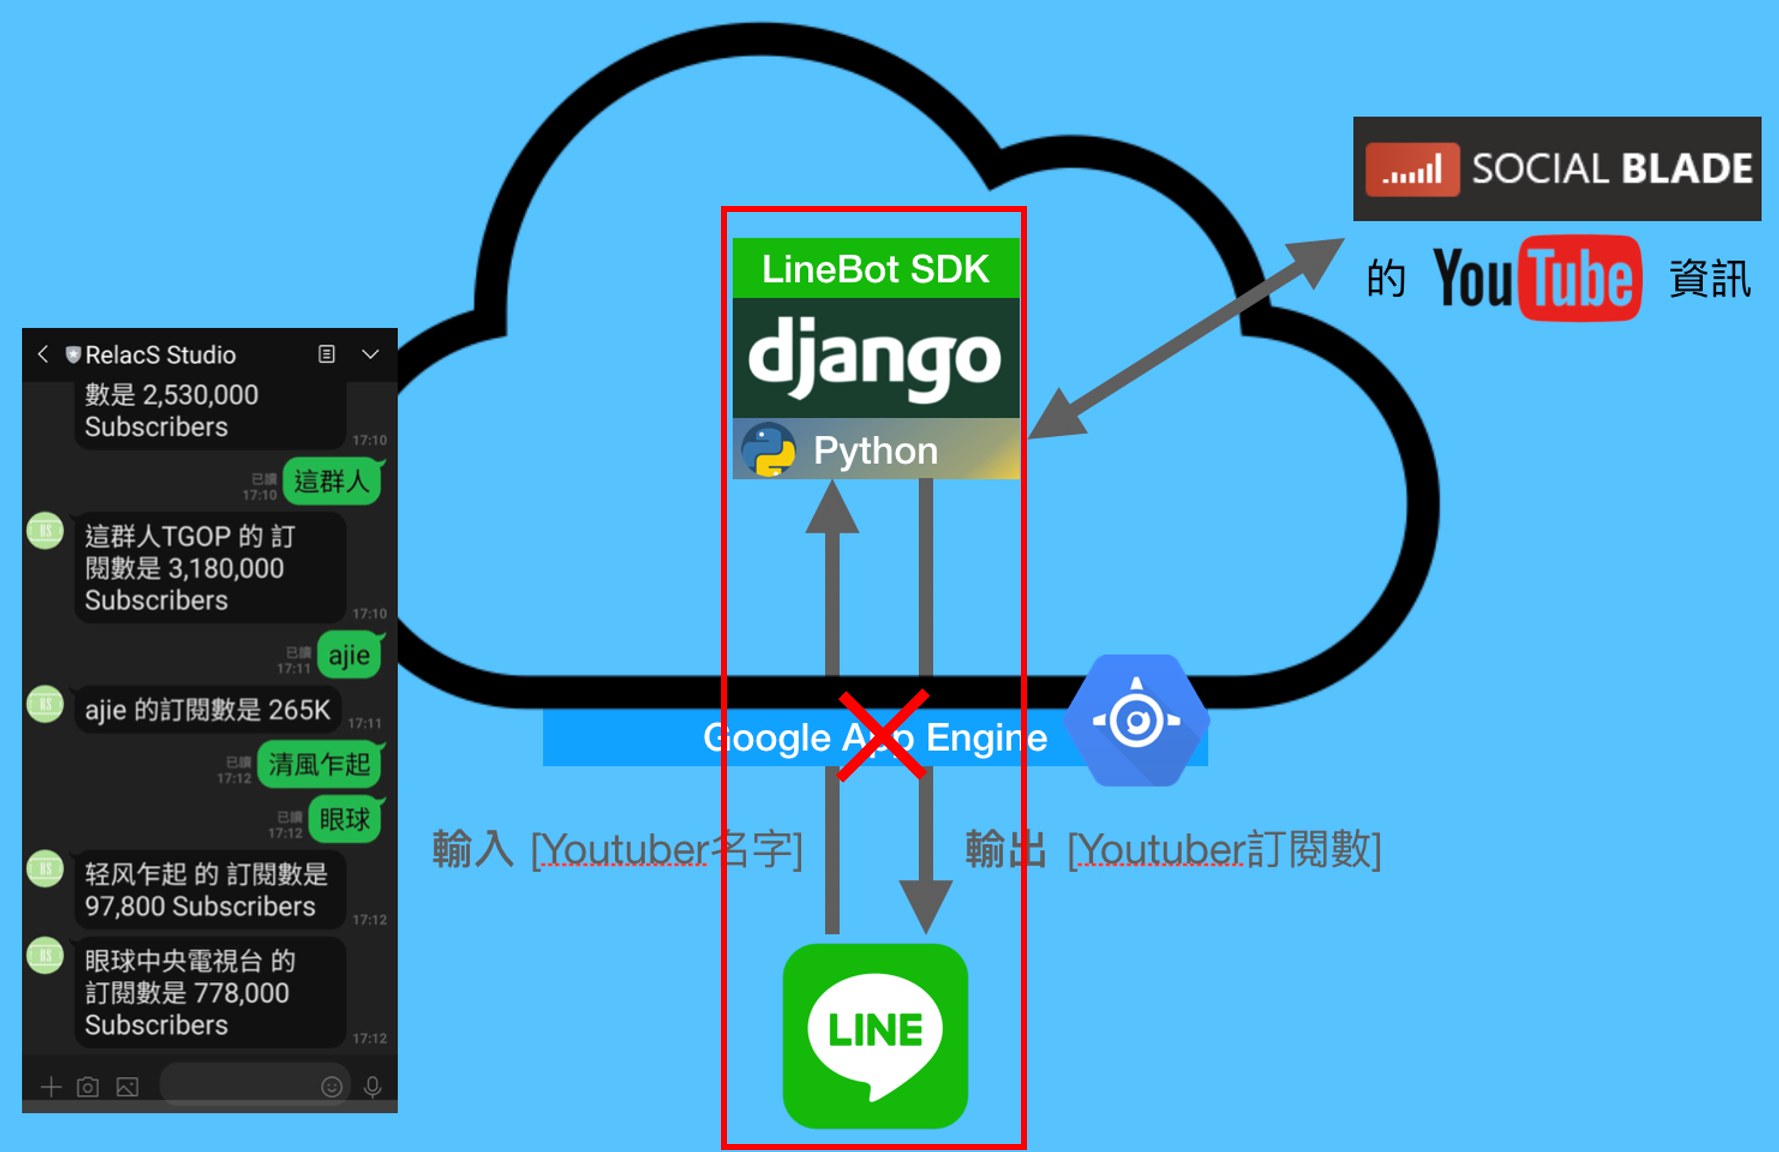 RelacS Studio
數是 2,530,000
Subscribers
17:10
已讀
17:10
這群人
RS
這群人TGOP 的 訂
閱數是 3,180,000
Subscribers
17:10
已讀
17:11
ajie
RS
ajie 的訂閱數是 265K
17:11
已讀
17:12
清風乍起
已讀
17:12
眼球
RS
轻风乍起 的 訂閱數是
97,800 Subscribers
17:12
RS
眼球中央電視台 的
訂閱數是 778,000
Subscribers
17:12
LineBot SDK
django
Python
SOCIAL BLADE
的 YouTube 資訊
Google App Engine
輸入 [Youtuber名字]
輸出 [Youtuber訂閱數]
LINE